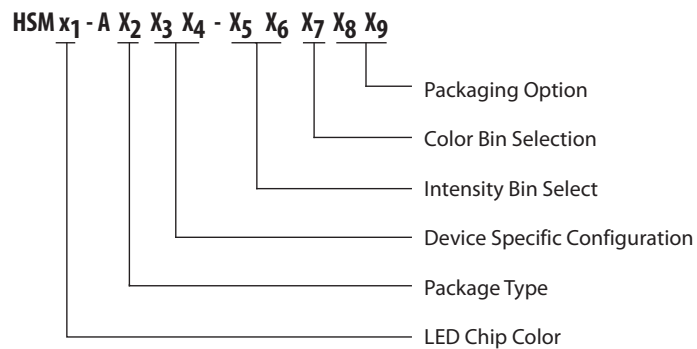 HSM x1 - A X2 X3 X4 - X5 X6 X7 X8 X9
Packaging Option
Color Bin Selection
Intensity Bin Select
Device Specific Configuration
Package Type
LED Chip Color